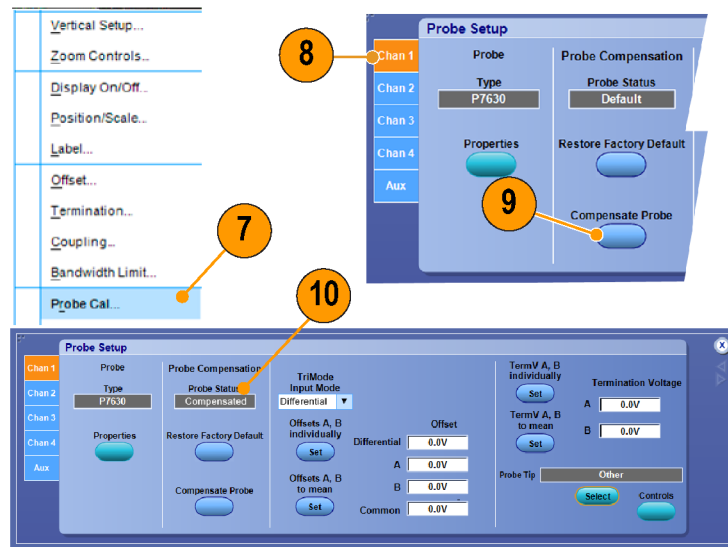 Vertical Setup...
Zoom Controls...
Display On/Off...
Position/Scale...
Label...
Offset...
Termination...
Coupling...
Bandwidth Limit...
Probe Cal...
7
8
Probe Setup
Chan 1
Chan 2
Chan 3
Chan 4
Aux
Probe
Type
P7630
Properties
Probe Compensation
Probe Status
Default
Restore Factory Default
9
Compensate Probe
10
Probe Setup
X
Chan 1
Chan 2
Chan 3
Chan 4
Aux
Probe
Type
P7630
Properties
Probe Compensation
Probe Status
Compensated
Restore Factory Default
Compensate Probe
TriMode
Input Mode
Differential
Offsets A, B
individually
Set
Offsets A, B
to mean
Set
Offset
Differential 0.0V
A 0.0V
B 0.0V
Common 0.0V
TermV A, B
individually
Set
TermV A, B
to mean
Set
Termination Voltage
A 0.0V
B 0.0V
Probe Tip Other
Select
Controls